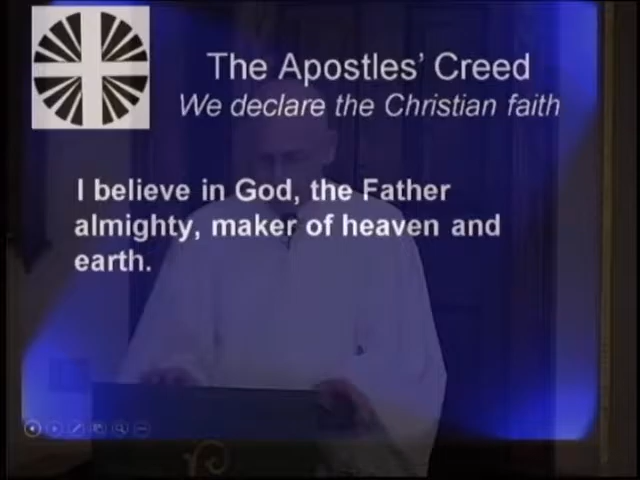 The Apostles' Creed
We declare the Christian faith
I believe in God, the Father
almighty, maker of heaven and
earth.